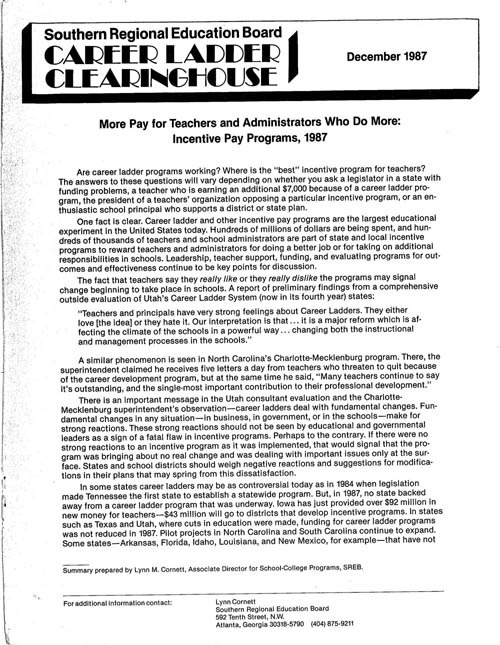 Southern Regional Education Board
CAREER LADDER
CLEARINGHOUSE
December 1987
More Pay for Teachers and Administrators Who Do More:
Incentive Pay Programs, 1987
Are career ladder programs working? Where is the "best" incentive program for teachers?
The answers to these questions will vary depending on whether you ask a legislator in a state with
funding problems, a teacher who is earning an additional $7,000 because of a career ladder pro-
gram, the president of a teachers' organization opposing a particular incentive program, or an en-
thusiastic school principal who supports a district or state plan.
One fact is clear. Career ladder and other incentive pay programs are the largest educational
experiment in the United States today. Hundreds of millions of dollars are being spent, and hun-
dreds of thousands of teachers and school administrators are part of state and local incentive
programs to reward teachers and administrators for doing a better job or for taking on additional
responsibilities in schools. Leadership, teacher support, funding, and evaluating programs for out-
comes and effectiveness continue to be key points for discussion.
The fact that teachers say they really like or they really dislike the programs may signal
change beginning to take place in schools. A report of preliminary findings from a comprehensive
outside evaluation of Utah's Career Ladder System (now in its fourth year) states:
"Teachers and principals have very strong feelings about Career Ladders. They either
love [the idea] or they hate it. Our interpretation is that . . . it is a major reform which is af-
fecting the climate of the schools in a powerful way . . . changing both the instructional
and management processes in the schools."
A similar phenomenon is seen in North Carolina's Charlotte-Mecklenburg program. There, the
superintendent claimed he receives five letters a day from teachers who threaten to quit because
of the career development program, but at the same time he said, "Many teachers continue to say
it's outstanding, and the single-most important contribution to their professional development."
There is an important message in the Utah consultant evaluation and the Charlotte-
Mecklenburg superintendent's observation—career ladders deal with fundamental changes. Fun-
damental changes in any situation—in business, in government, or in the schools—make for
strong reactions. These strong reactions should not be seen by educational and governmental
leaders as a sign of a fatal flaw in incentive programs. Perhaps to the contrary. If there were no
strong reactions to an incentive program as it was implemented, that would signal that the pro-
gram was bringing about no real change and was dealing with important issues only at the sur-
face. States and school districts should weigh negative reactions and suggestions for modifica-
tions in their plans that may spring from this dissatisfaction.
In some states career ladders may be as controversial today as in 1984 when legislation
made Tennessee the first state to establish a statewide program. But, in 1987, no state backed
away from a career ladder program that was underway. Iowa has just provided over $92 million in
new money for teachers—$43 million will go to districts that develop incentive programs. In states
such as Texas and Utah, where cuts in education were made, funding for career ladder programs
was not reduced in 1987. Pilot projects in North Carolina and South Carolina continue to expand.
Some states—Arkansas, Florida, Idaho, Louisiana, and New Mexico, for example—that have not
Summary prepared by Lynn M. Cornett, Associate Director for School-College Programs, SREB.
For additional information contact:
Lynn Cornett
Southern Regional Education Board
592 Tenth Street, N.W.
Atlanta, Georgia 30318-5790 (404) 875-9211